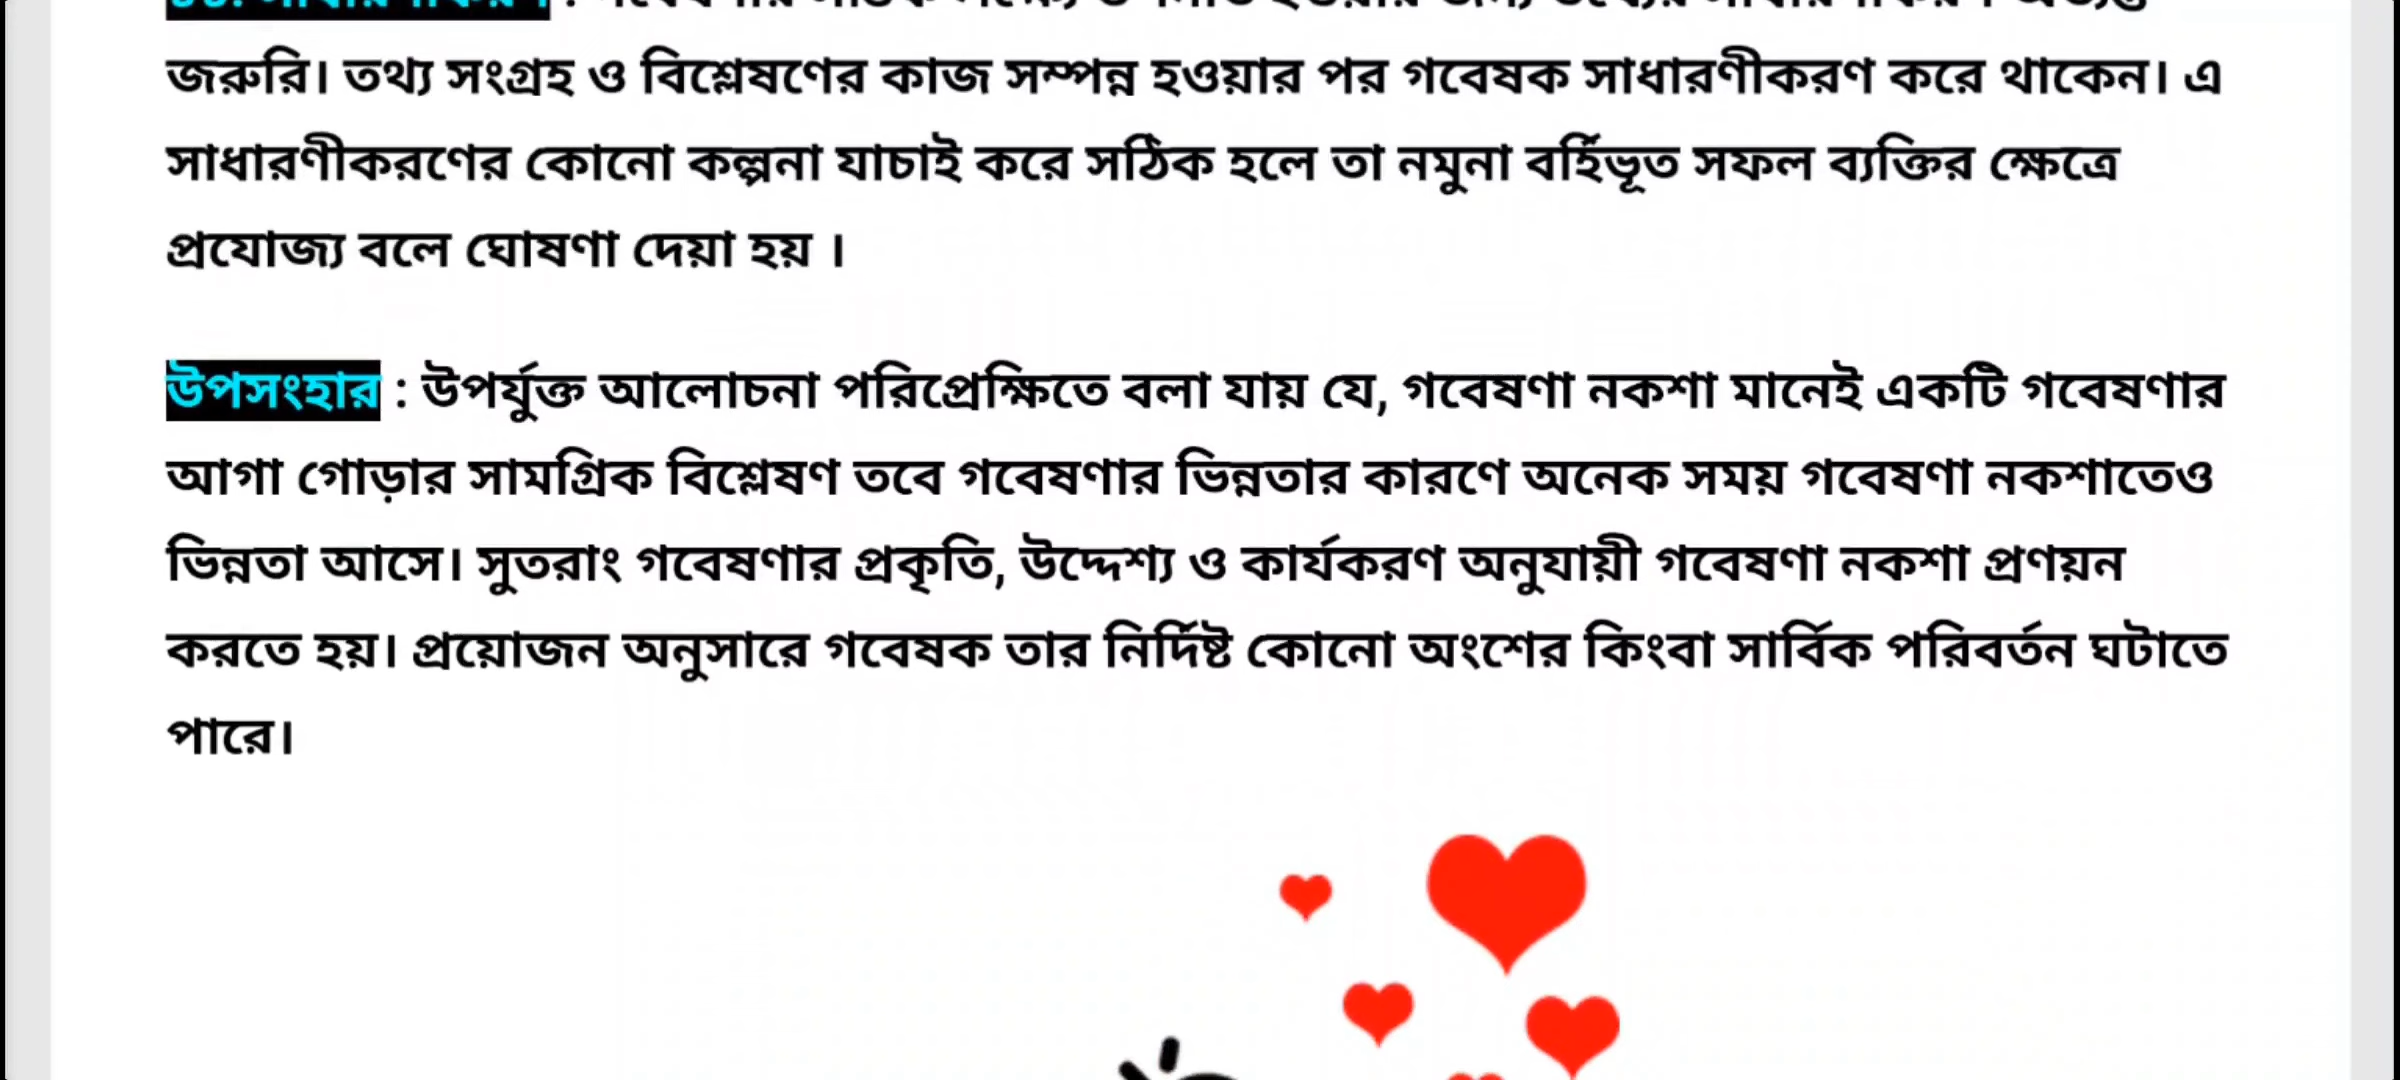 জরুরি। তথ্য সংগ্রহ ও বিশ্লেষণের কাজ সম্পন্ন হওয়ার পর গবেষক সাধারণীকরণ করে থাকেন। এ
সাধারণীকরণের কোনো কল্পনা যাচাই করে সঠিক হলে তা নমুনা বর্হিভূত সফল ব্যক্তির ক্ষেত্রে
প্রযোজ্য বলে ঘোষণা দেয়া হয় ।
উপসংহার : উপর্যুক্ত আলোচনা পরিপ্রেক্ষিতে বলা যায় যে, গবেষণা নকশা মানেই একটি গবেষণার
আগা গোড়ার সামগ্রিক বিশ্লেষণ তবে গবেষণার ভিন্নতার কারণে অনেক সময় গবেষণা নকশাতেও
ভিন্নতা আসে। সুতরাং গবেষণার প্রকৃতি, উদ্দেশ্য ও কার্যকরণ অনুযায়ী গবেষণা নকশা প্রণয়ন
করতে হয়। প্রয়োজন অনুসারে গবেষক তার নির্দিষ্ট কোনো অংশের কিংবা সার্বিক পরিবর্তন ঘটাতে
পারে।